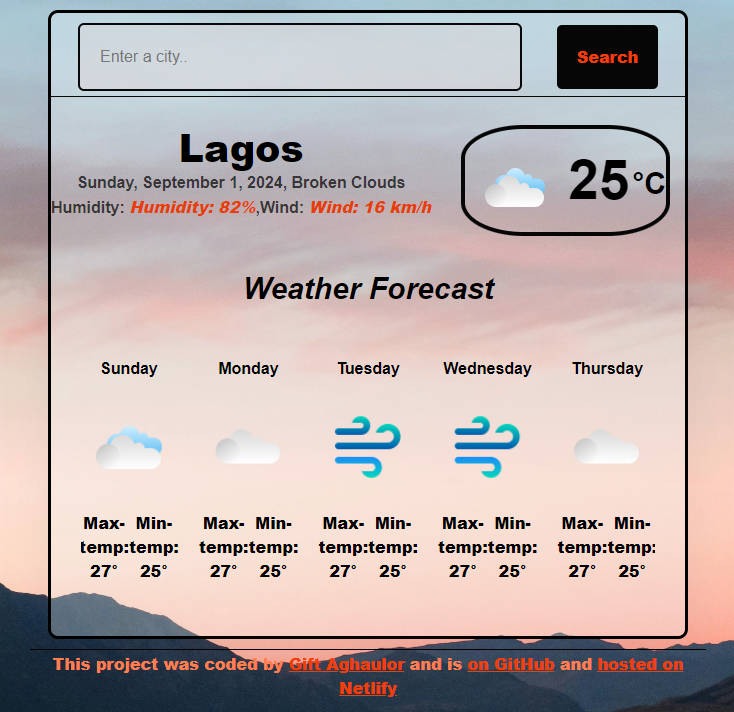 Enter a city..
Search
Lagos
Sunday, September 1, 2024, Broken Clouds
Humidity: Humidity: 82%,Wind: Wind: 16 km/h
25°C
Weather Forecast
Sunday Monday Tuesday Wednesday Thursday
Max- Min- Max- Min- Max- Min- Max- Min- Max- Min-
temp: temp: temp: temp: temp: temp: temp: temp: temp: temp:
27° 25° 27° 25° 27° 25° 27° 25° 27° 25°
This project was coded by Gift Aghaulor and is on GitHub and hosted on
Netlify